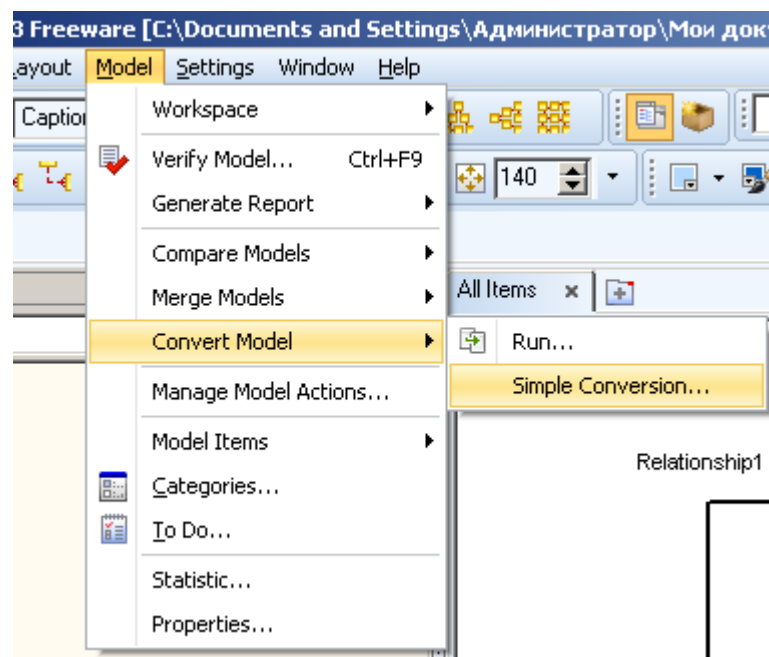 3 Freeware [C:\Documents and Settings\Администратор\Мои док
ayout Model Settings Window Help
Caption
Workspace
Verify Model... Ctrl+F9
140
Generate Report
Compare Models
All Items
Merge Models
Convert Model
Run...
Simple Conversion...
Manage Model Actions...
Model Items
Relationship1
Categories...
To Do...
Statistic...
Properties...